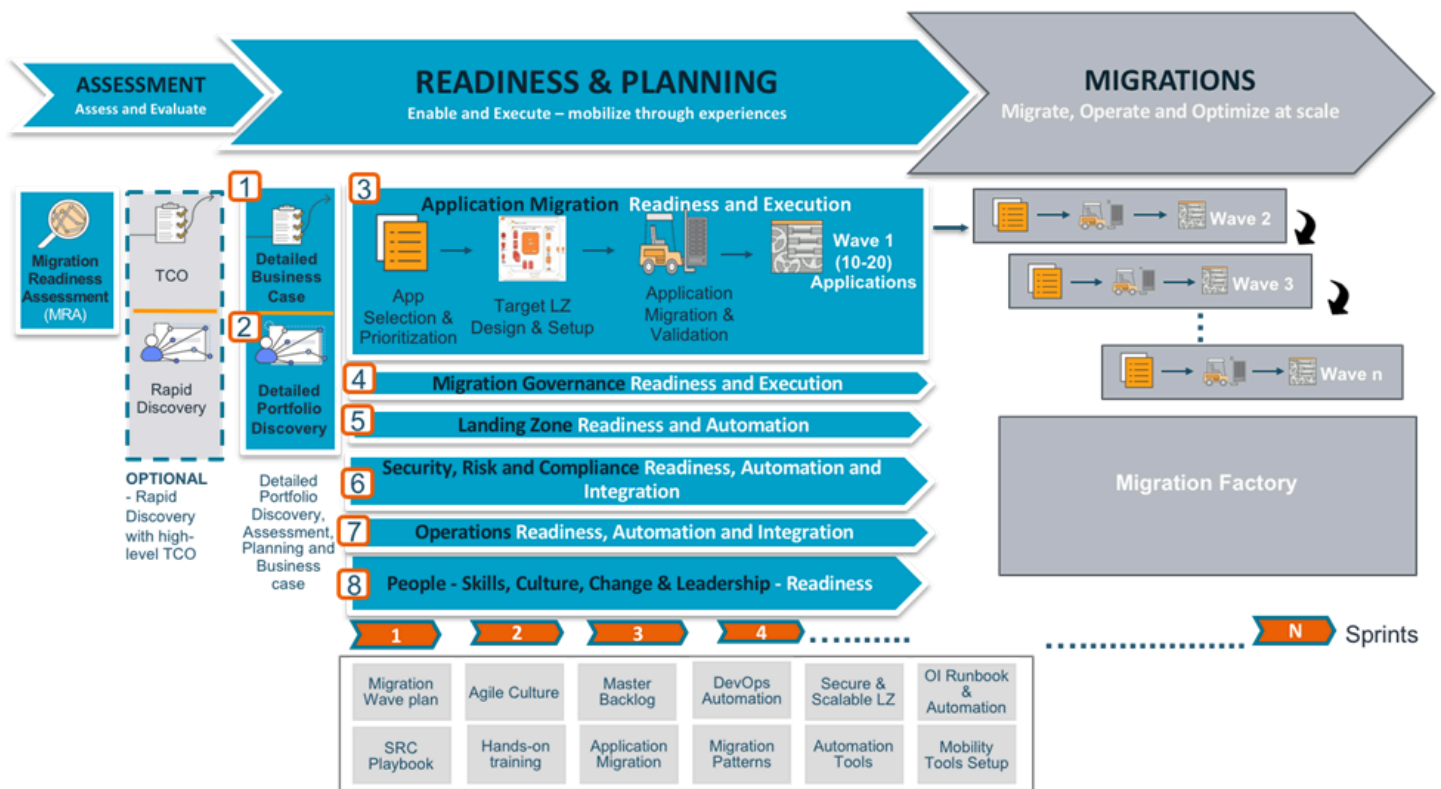 ASSESSMENT
Assess and Evaluate
READINESS & PLANNING
Enable and Execute – mobilize through experiences
MIGRATIONS
Migrate, Operate and Optimize at scale
Migration
Readiness
Assessment
(MRA)
TCO
Rapid
Discovery
OPTIONAL
- Rapid
Discovery
with high-
level TCO
1
Detailed
Business
Case
2
Detailed
Portfolio
Discovery
Detailed
Portfolio
Discovery,
Assessment,
Planning and
Business
case
3
Application Migration Readiness and Execution
App
Selection &
Prioritization
Target LZ
Design & Setup
Application
Migration &
Validation
Wave 1
(10-20)
Applications
4
Migration Governance Readiness and Execution
5
Landing Zone Readiness and Automation
6
Security, Risk and Compliance Readiness, Automation and
Integration
7
Operations Readiness, Automation and Integration
8
People - Skills, Culture, Change & Leadership - Readiness
Wave 2
Wave 3
Wave n
Migration Factory
1
2
3
4
N
Sprints
Migration
Wave plan
Agile Culture
Master
Backlog
DevOps
Automation
Secure &
Scalable LZ
OI Runbook
&
Automation
SRC
Playbook
Hands-on
training
Application
Migration
Migration
Patterns
Automation
Tools
Mobility
Tools Setup